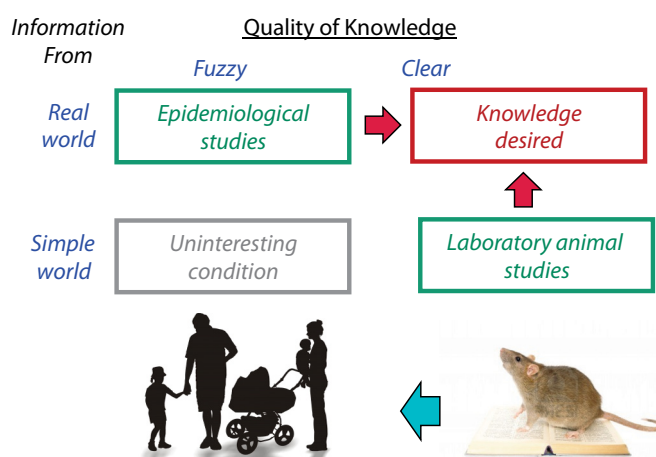 Information
From
Quality of Knowledge
Fuzzy
Clear
Real
world
Epidemiological
studies
Knowledge
desired
Simple
world
Uninteresting
condition
Laboratory animal
studies